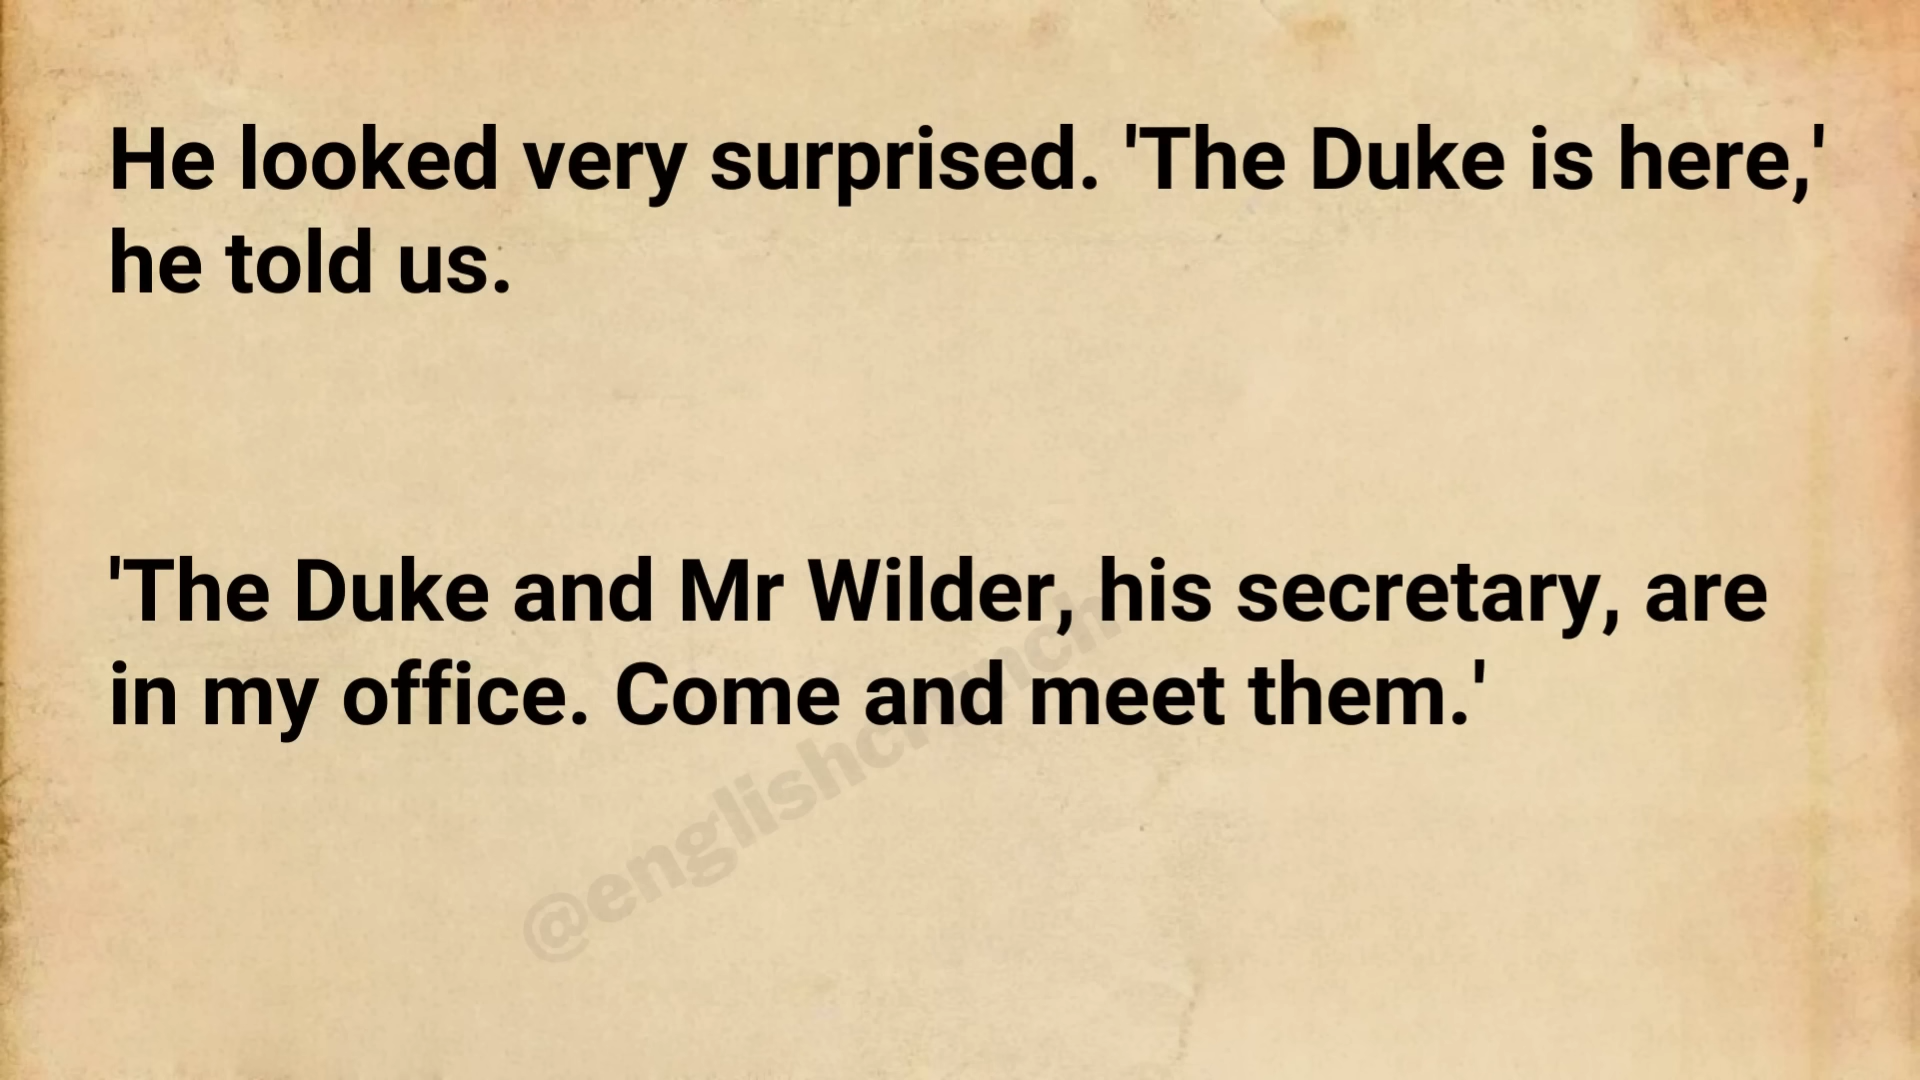 He looked very surprised. 'The Duke is here,'
he told us.
'The Duke and Mr Wilder, his secretary, are
in my office. Come and meet them.'
@englishcrunch